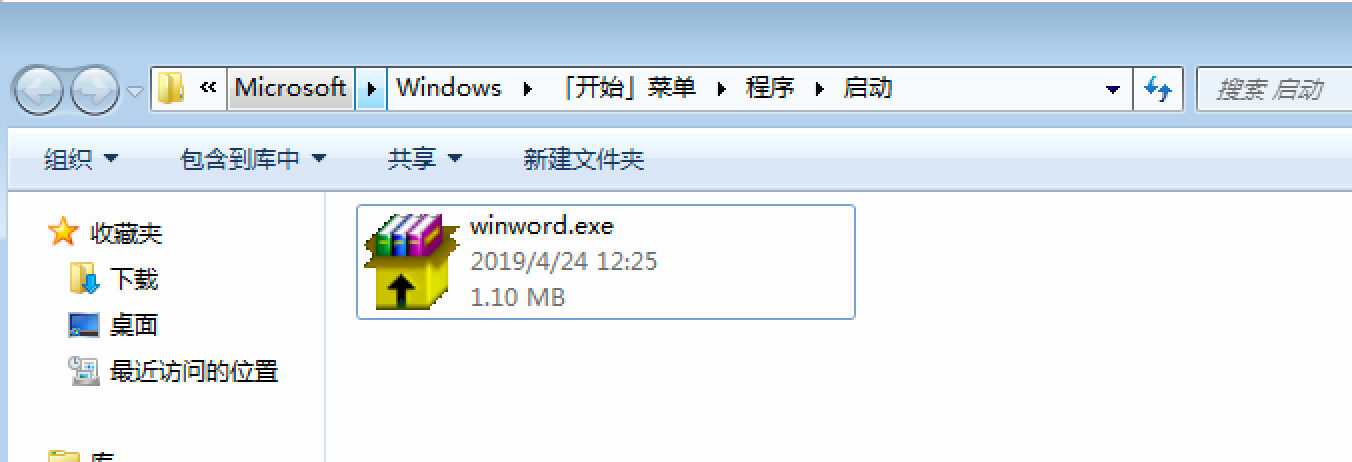 « Microsoft Windows 「开始」菜单 程序 启动 搜索 启动
组织 包含到库中 共享 新建文件夹
收藏夹
下载
桌面
最近访问的位置
库
winword.exe
2019/4/24 12:25
1.10 MB